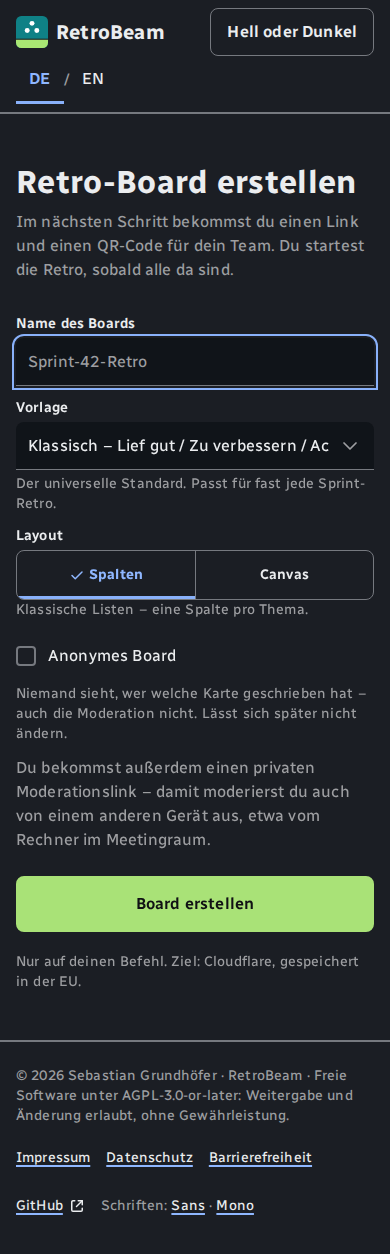 RetroBeam
Hell oder Dunkel
DE / EN
Retro-Board erstellen
Im nächsten Schritt bekommst du einen Link
und einen QR-Code für dein Team. Du startest
die Retro, sobald alle da sind.
Name des Boards
Sprint-42-Retro
Vorlage
Klassisch – Lief gut / Zu verbessern / Ac
Der universelle Standard. Passt für fast jede Sprint-
Retro.
Layout
Spalten
Canvas
Klassische Listen – eine Spalte pro Thema.
Anonymes Board
Niemand sieht, wer welche Karte geschrieben hat –
auch die Moderation nicht. Lässt sich später nicht
ändern.
Du bekommst außerdem einen privaten
Moderationslink – damit moderierst du auch
von einem anderen Gerät aus, etwa vom
Rechner im Meetingraum.
Board erstellen
Nur auf deinen Befehl. Ziel: Cloudflare, gespeichert
in der EU.
© 2026 Sebastian Grundhöfer · RetroBeam · Freie
Software unter AGPL-3.0-or-later: Weitergabe und
Änderung erlaubt, ohne Gewährleistung.
Impressum Datenschutz Barrierefreiheit
GitHub Schriften: Sans · Mono